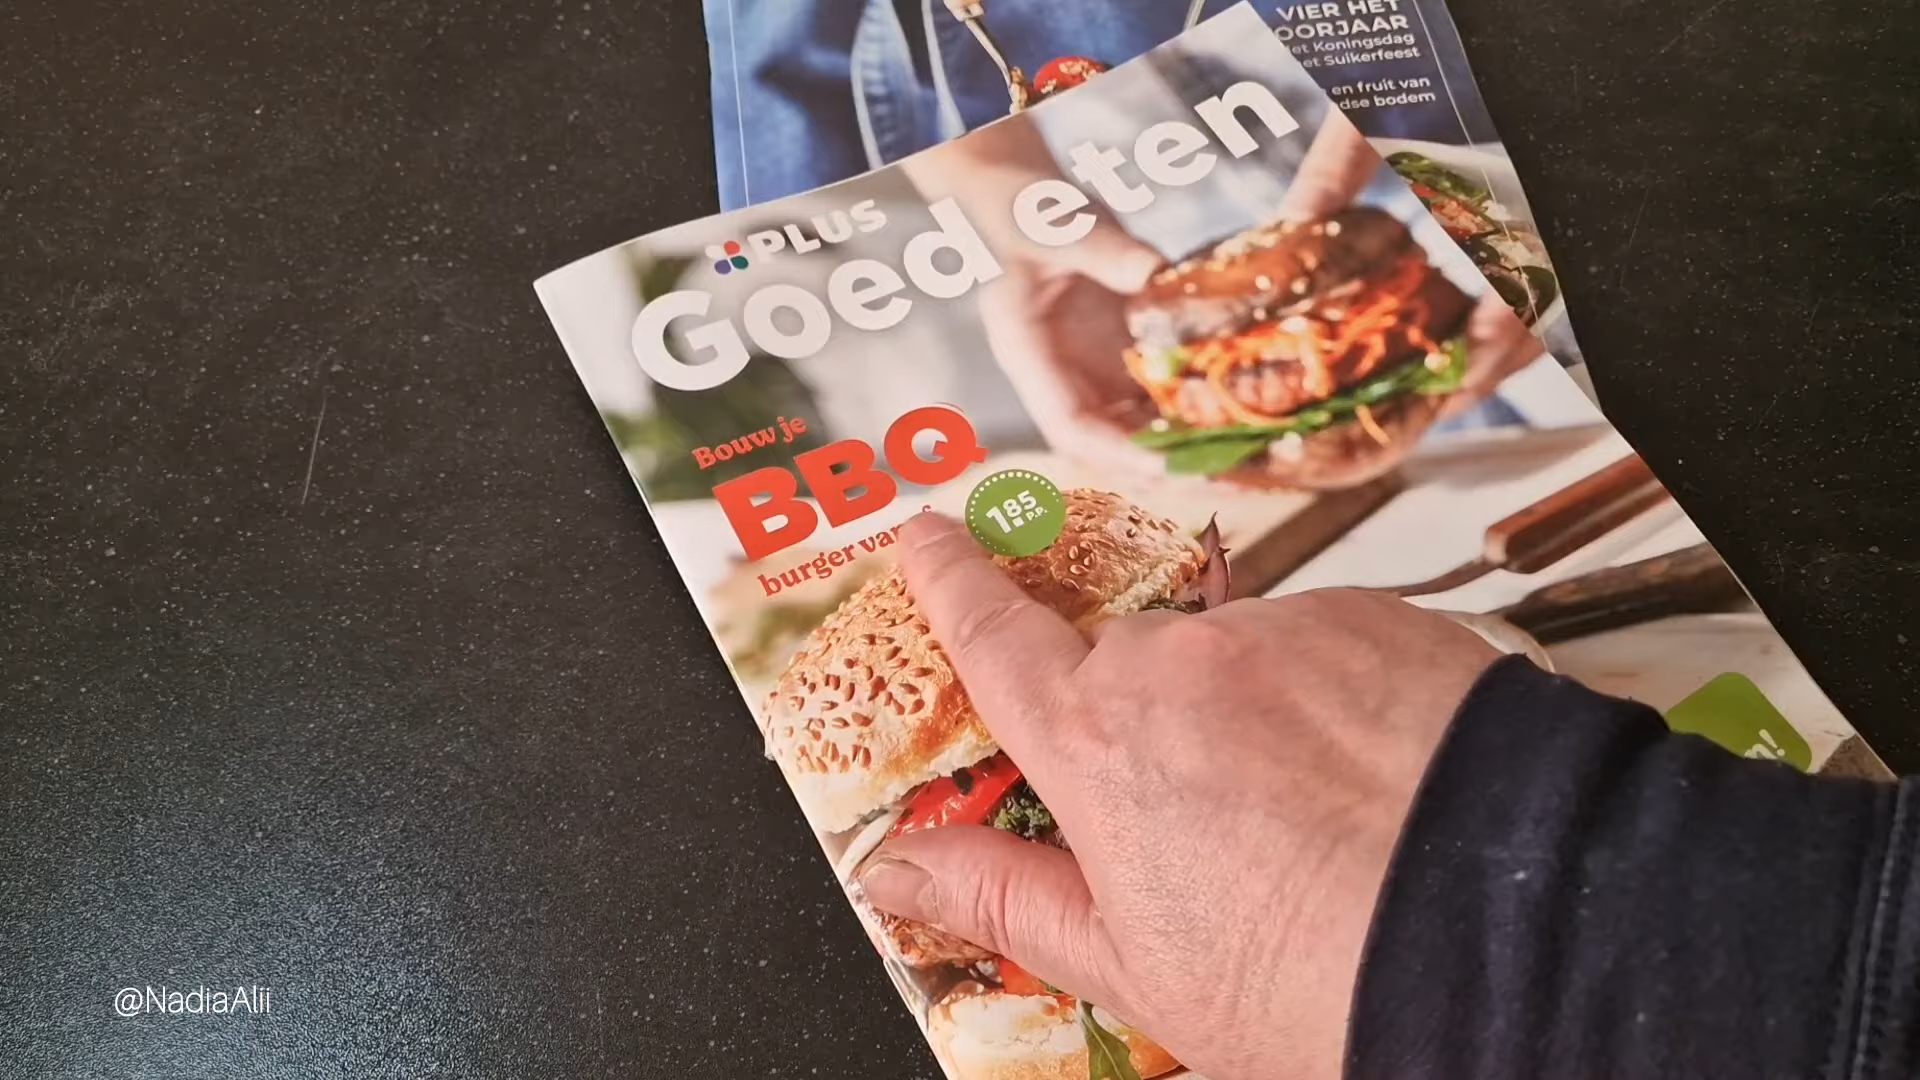 VIER HET
OORJAAR
et Koningsdag
et Suikerfeest
en fruit van
dse bodem
PLUS
Goed eten
Bouw je
BBQ
burger
1.85
P.P.
n!
@NadiaAlii